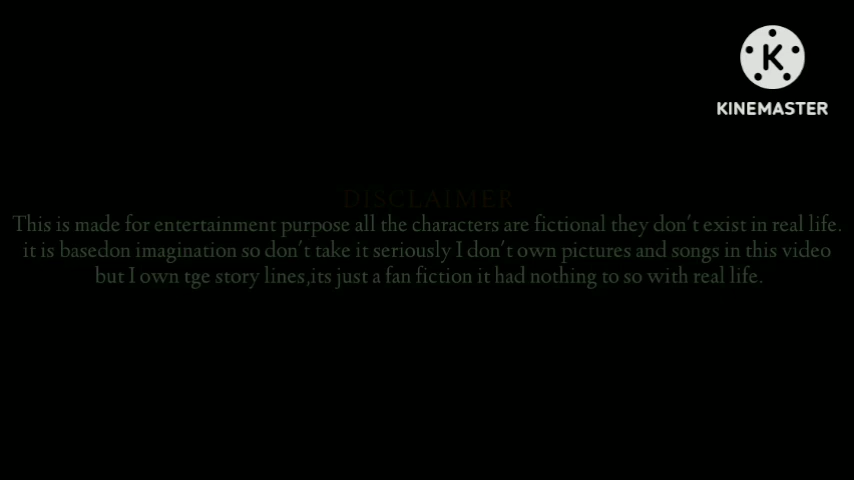 KINEMASTER
DISCLAIMER
This is made for entertainment purpose all the characters are fictional they don't exist in real life.
it is basedon imagination so don't take it seriously I don't own pictures and songs in this video
but I own tge story lines,its just a fan fiction it had nothing to so with real life.